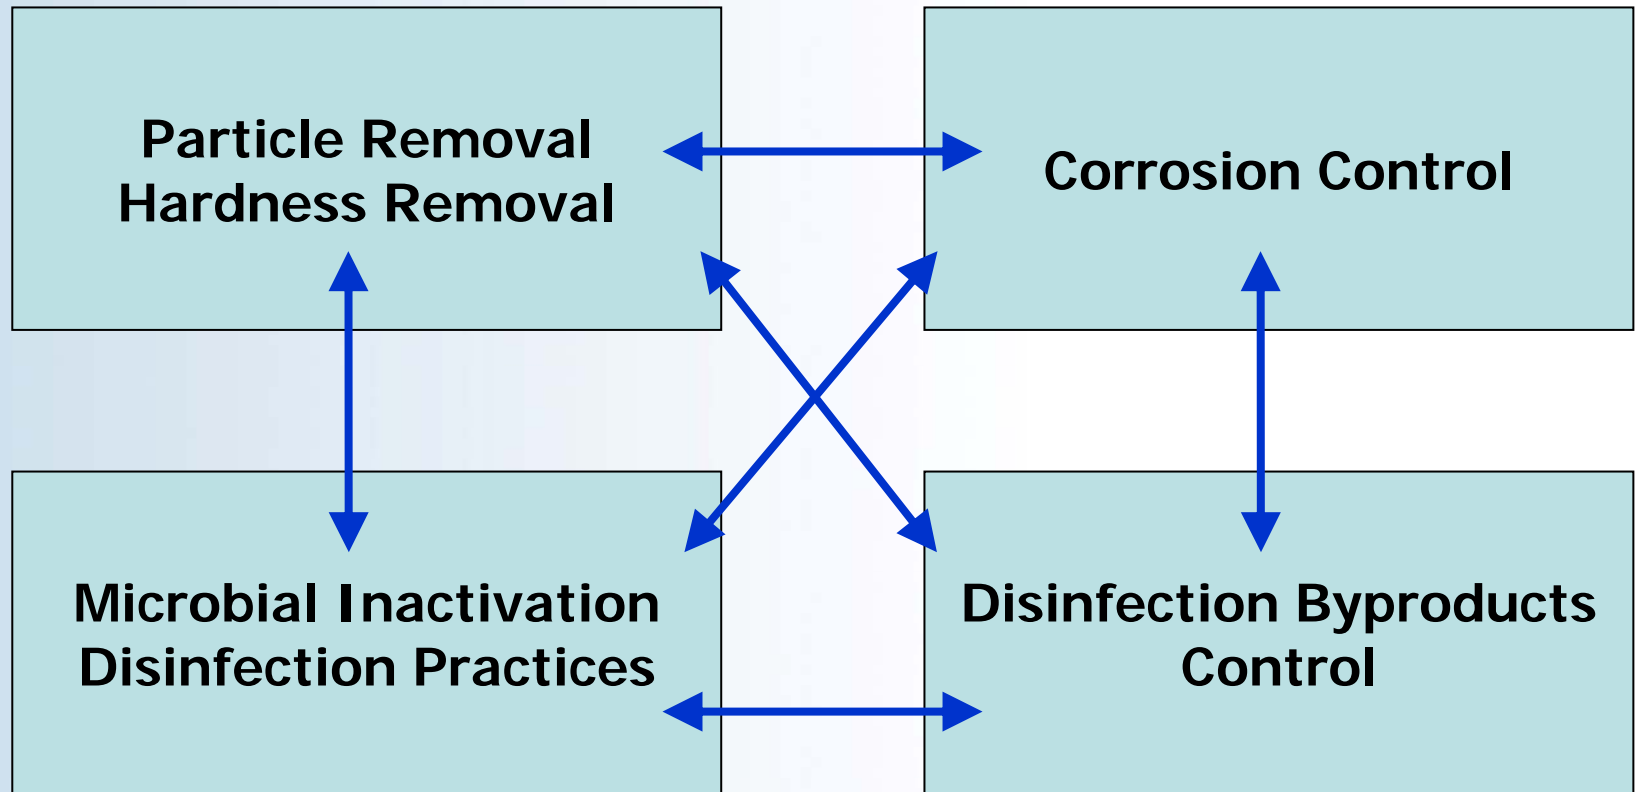 Particle Removal
Hardness Removal
Corrosion Control
Microbial Inactivation
Disinfection Practices
Disinfection Byproducts
Control